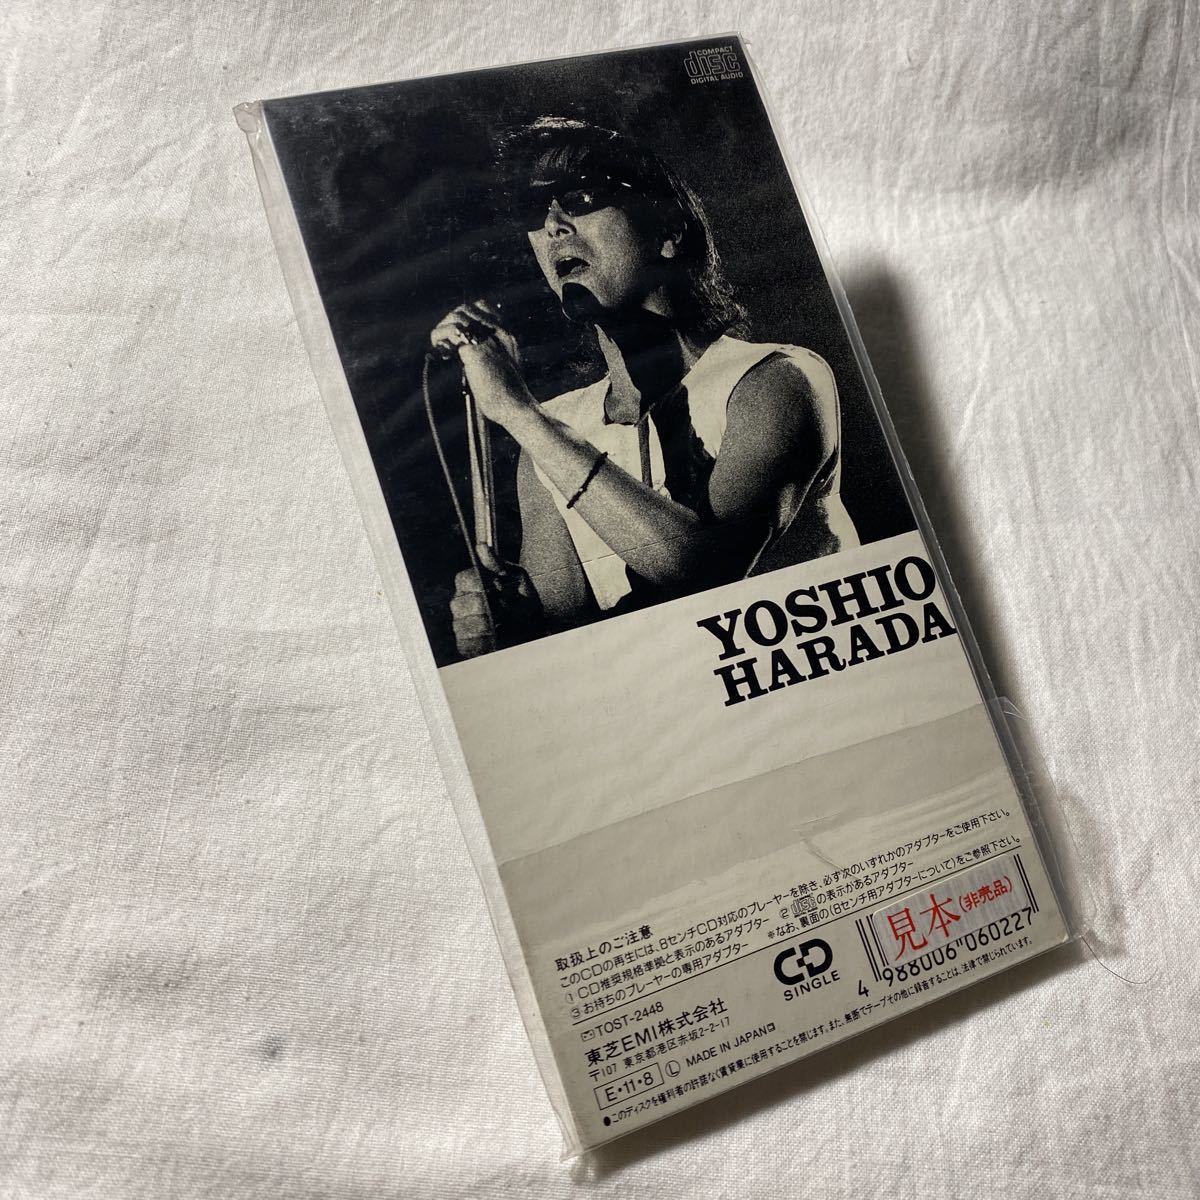 COMPACT
disc
DIGITAL AUDIO
YOSHIO
HARADA
取扱上のご注意
このCDの再生には、8センチCD対応のプレーヤーを除き、必ず次のいずれかのアダプターをご使用下さい。
① CD推奨規格準拠と表示のあるアダプター ② discの表示があるアダプター
③ お持ちのプレーヤーの専用アダプター ※なお、裏面の〈8センチ用アダプターについて〉をご参照下さい。
TOST-2448
東芝EMI株式会社
〒107 東京都港区赤坂2-2-17
E・11・8 Ⓛ MADE IN JAPAN
CD
SINGLE
見本(非売品)
4 988006 060227
●このディスクを権利者の許諾なく賃貸業に使用することを禁じます。また、無断でテープその他に録音することは、法律で禁じられています。